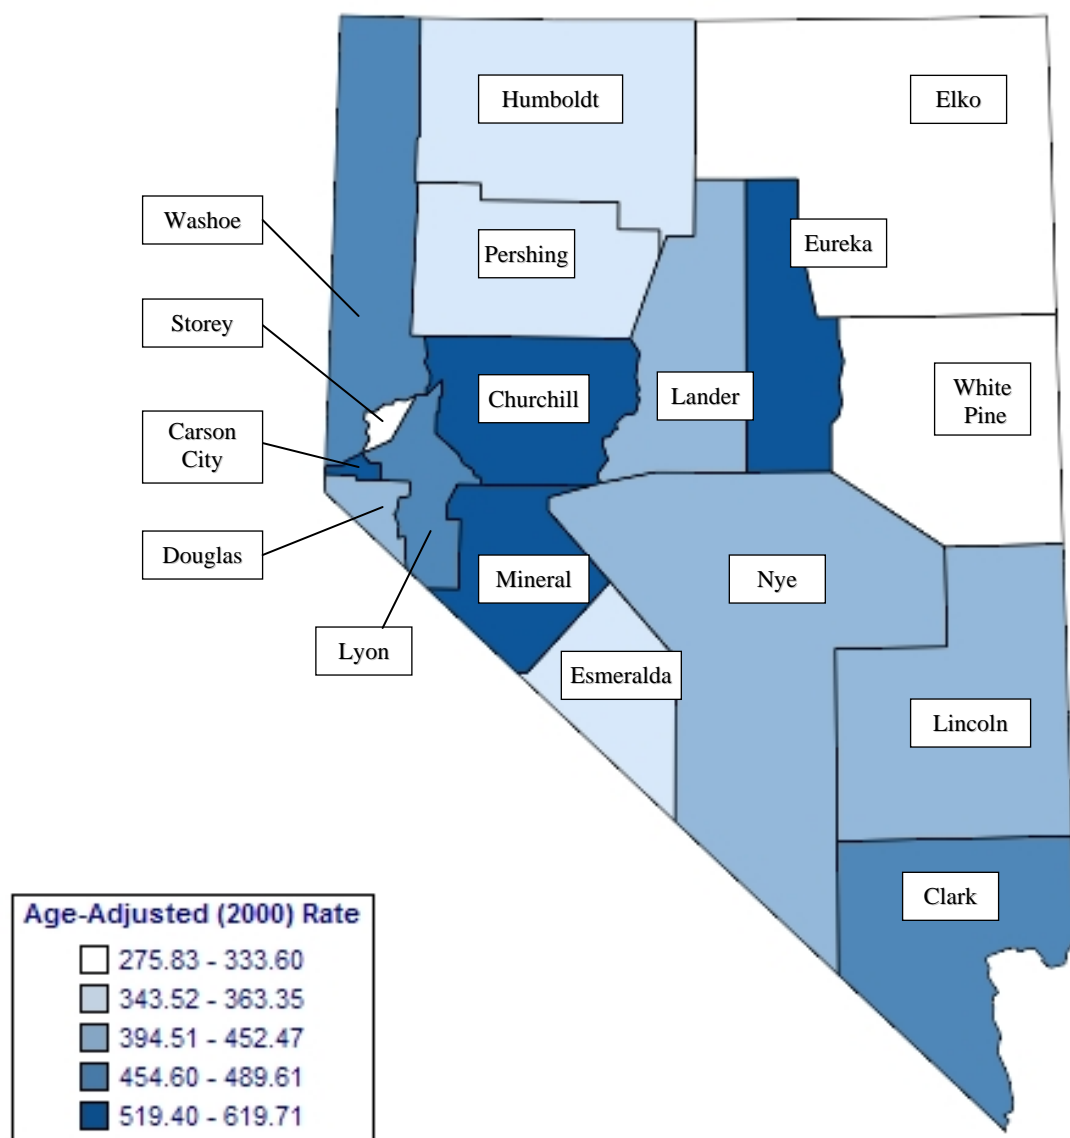 Humboldt
Elko
Washoe
Eureka
Pershing
Storey
Churchill
Lander
White
Pine
Carson
City
Douglas
Mineral
Nye
Lyon
Esmeralda
Lincoln
Clark
Age-Adjusted (2000) Rate
275.83 - 333.60
343.52 - 363.35
394.51 - 452.47
454.60 - 489.61
519.40 - 619.71